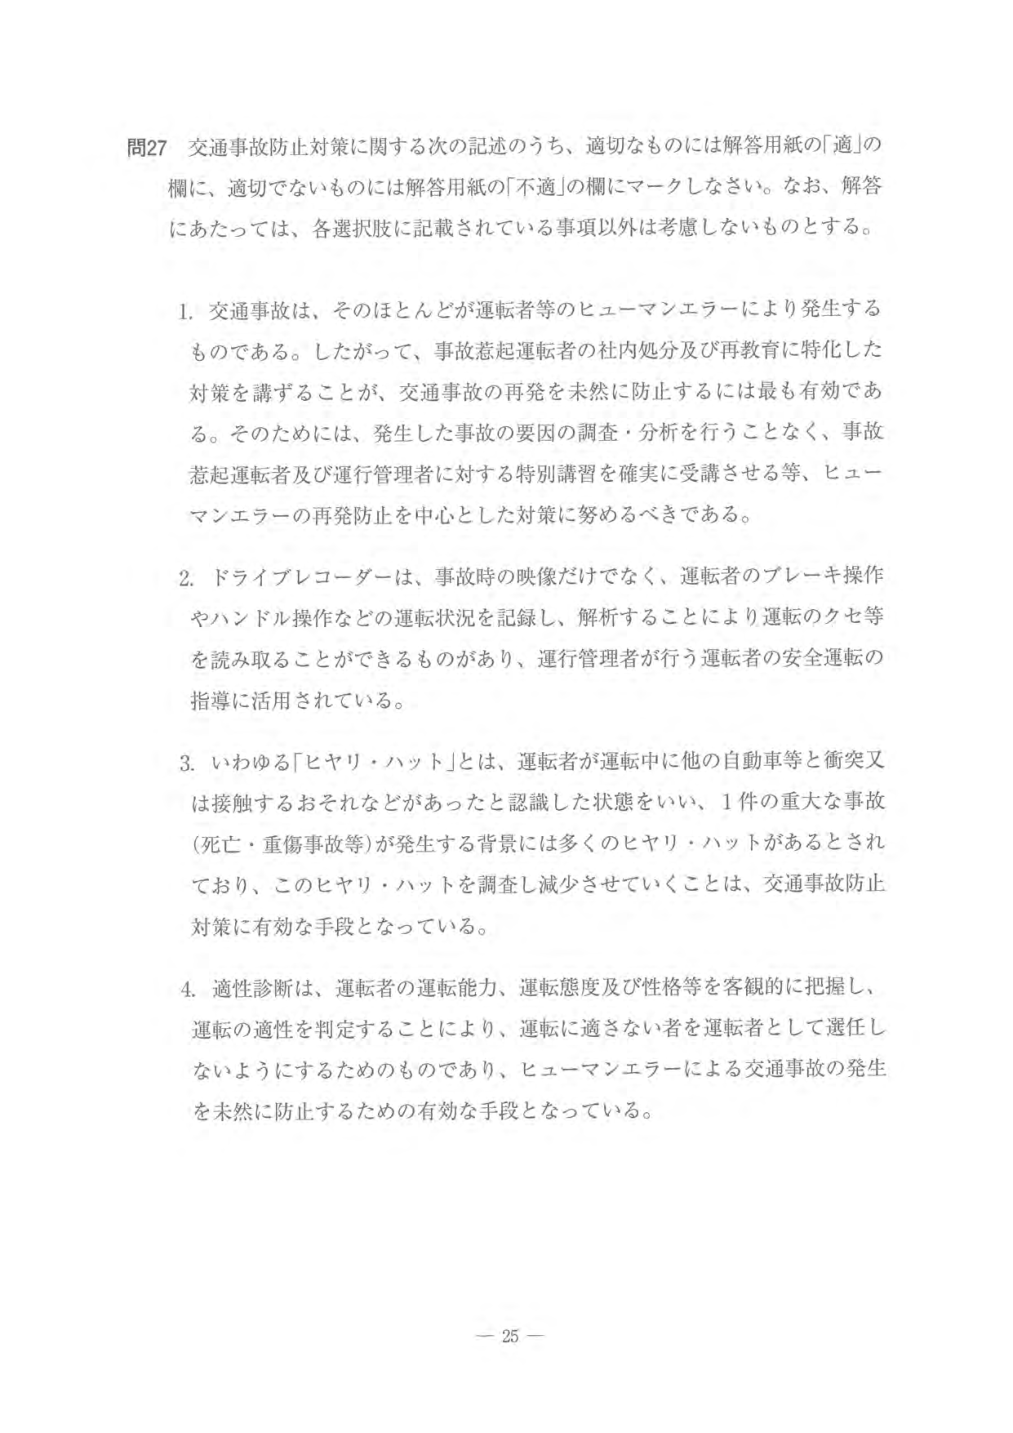 問27　交通事故防止対策に関する次の記述のうち、適切なものには解答用紙の「適」の
欄に、適切でないものには解答用紙の「不適」の欄にマークしなさい。なお、解答
にあたっては、各選択肢に記載されている事項以外は考慮しないものとする。
1. 交通事故は、そのほとんどが運転者等のヒューマンエラーにより発生する
ものである。したがって、事故惹起運転者の社内処分及び再教育に特化した
対策を講ずることが、交通事故の再発を未然に防止するには最も有効であ
る。そのためには、発生した事故の要因の調査・分析を行うことなく、事故
惹起運転者及び運行管理者に対する特別講習を確実に受講させる等、ヒュー
マンエラーの再発防止を中心とした対策に努めるべきである。
2. ドライブレコーダーは、事故時の映像だけでなく、運転者のブレーキ操作
やハンドル操作などの運転状況を記録し、解析することにより運転のクセ等
を読み取ることができるものがあり、運行管理者が行う運転者の安全運転の
指導に活用されている。
3. いわゆる「ヒヤリ・ハット」とは、運転者が運転中に他の自動車等と衝突又
は接触するおそれなどがあったと認識した状態をいい、1件の重大な事故
(死亡・重傷事故等)が発生する背景には多くのヒヤリ・ハットがあるとされ
ており、このヒヤリ・ハットを調査し減少させていくことは、交通事故防止
対策に有効な手段となっている。
4. 適性診断は、運転者の運転能力、運転態度及び性格等を客観的に把握し、
運転の適性を判定することにより、運転に適さない者を運転者として選任し
ないようにするためのものであり、ヒューマンエラーによる交通事故の発生
を未然に防止するための有効な手段となっている。
— 25 —